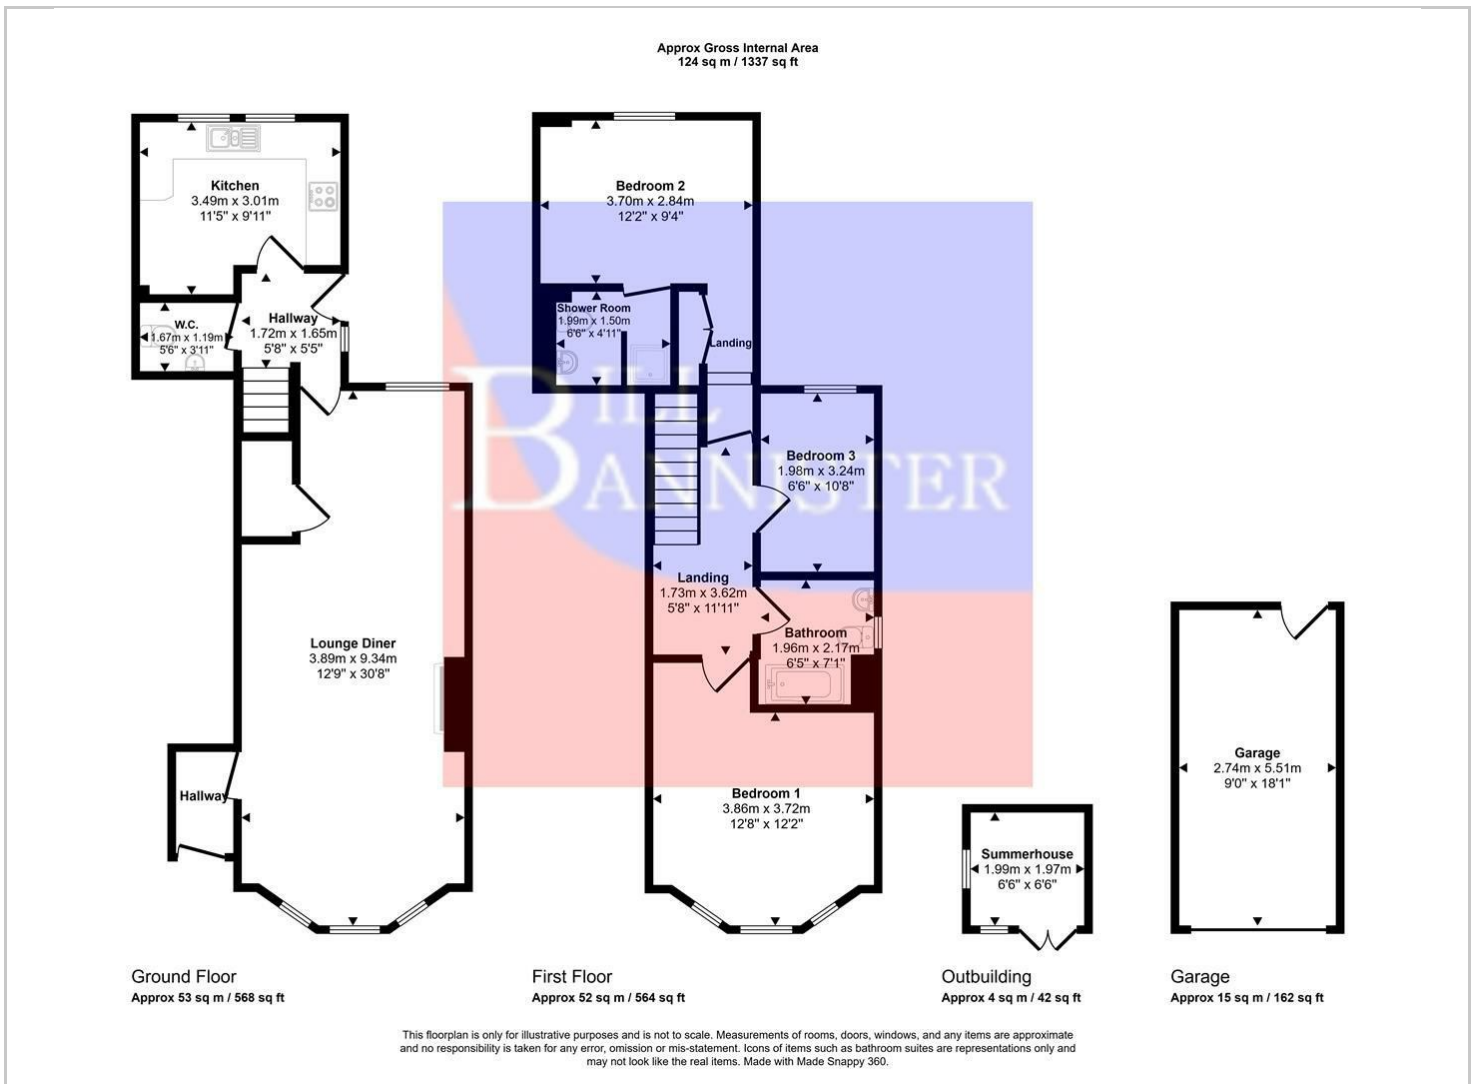 Approx Gross Internal Area
124 sq m / 1337 sq ft
Kitchen
3.49m x 3.01m
11'5" x 9'11"
Hallway
1.72m x 1.65m
5'8" x 5'5"
W.C.
1.67m x 1.19m
5'6" x 3'11"
Lounge Diner
3.89m x 9.34m
12'9" x 30'8"
Hallway
Bedroom 2
3.70m x 2.84m
12'2" x 9'4"
Shower Room
1.99m x 1.50m
6'6" x 4'11"
Landing
BILL
BANNISTER
Bedroom 3
1.98m x 3.24m
6'6" x 10'8"
Landing
1.73m x 3.62m
5'8" x 11'11"
Bathroom
1.96m x 2.17m
6'5" x 7'1"
Bedroom 1
3.86m x 3.72m
12'8" x 12'2"
Summerhouse
1.99m x 1.97m
6'6" x 6'6"
Garage
2.74m x 5.51m
9'0" x 18'1"
Ground Floor
Approx 53 sq m / 568 sq ft
First Floor
Approx 52 sq m / 564 sq ft
Outbuilding
Approx 4 sq m / 42 sq ft
Garage
Approx 15 sq m / 162 sq ft
This floorplan is only for illustrative purposes and is not to scale. Measurements of rooms, doors, windows, and any items are approximate
and no responsibility is taken for any error, omission or mis-statement. Icons of items such as bathroom suites are representations only and
may not look like the real items. Made with Made Snappy 360.